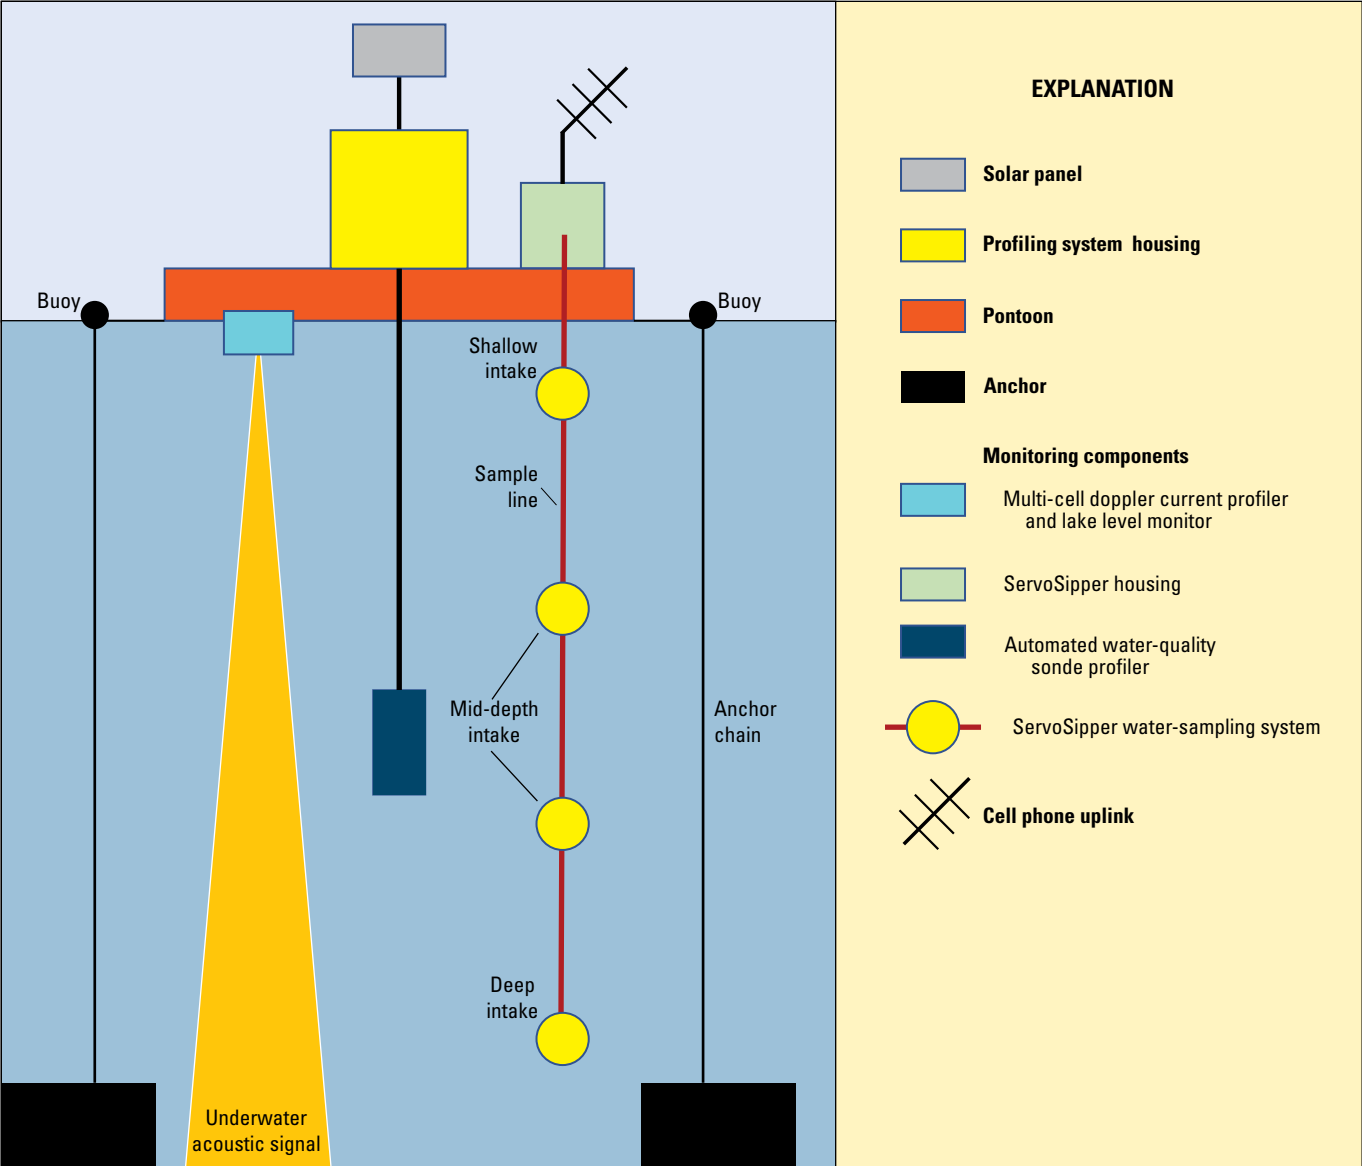 Buoy
Buoy
Shallow
intake
Sample
line
Mid-depth
intake
Anchor
chain
Deep
intake
Underwater
acoustic signal
EXPLANATION
Solar panel
Profiling system  housing
Pontoon
Anchor
Monitoring components
Multi-cell doppler current profiler
and lake level monitor
ServoSipper housing
Automated water-quality
sonde profiler
ServoSipper water-sampling system
Cell phone uplink